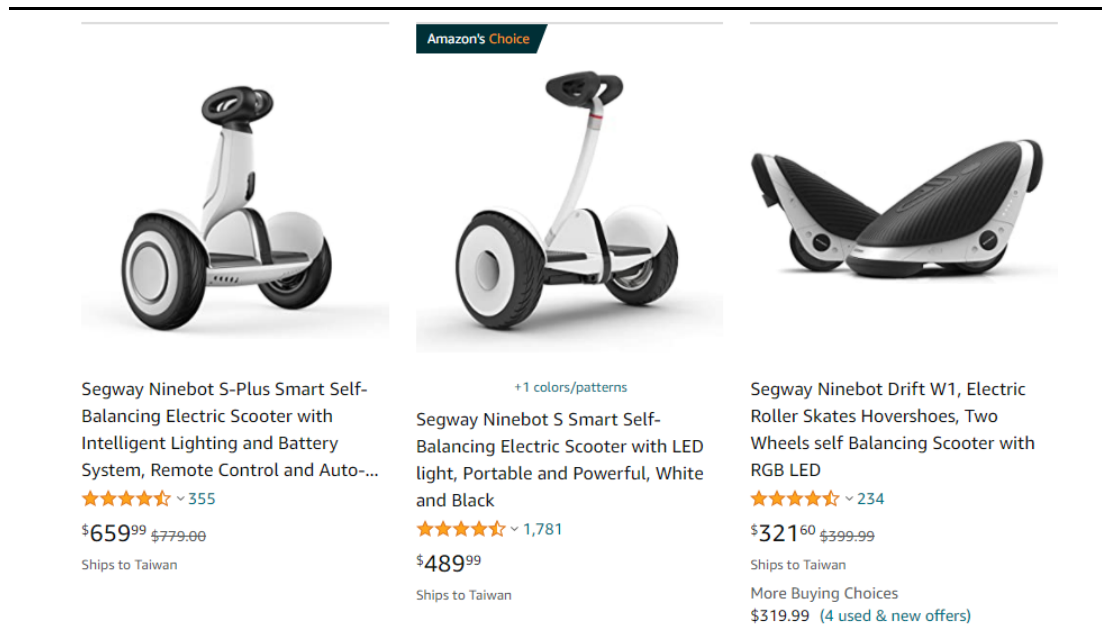 Amazon's Choice
Segway Ninebot S-Plus Smart Self-
Balancing Electric Scooter with
Intelligent Lighting and Battery
System, Remote Control and Auto-...
355
$659.99 $779.00
Ships to Taiwan
+1 colors/patterns
Segway Ninebot S Smart Self-
Balancing Electric Scooter with LED
light, Portable and Powerful, White
and Black
1,781
$489.99
Ships to Taiwan
Segway Ninebot Drift W1, Electric
Roller Skates Hovershoes, Two
Wheels self Balancing Scooter with
RGB LED
234
$321.60 $399.99
Ships to Taiwan
More Buying Choices
$319.99 (4 used & new offers)